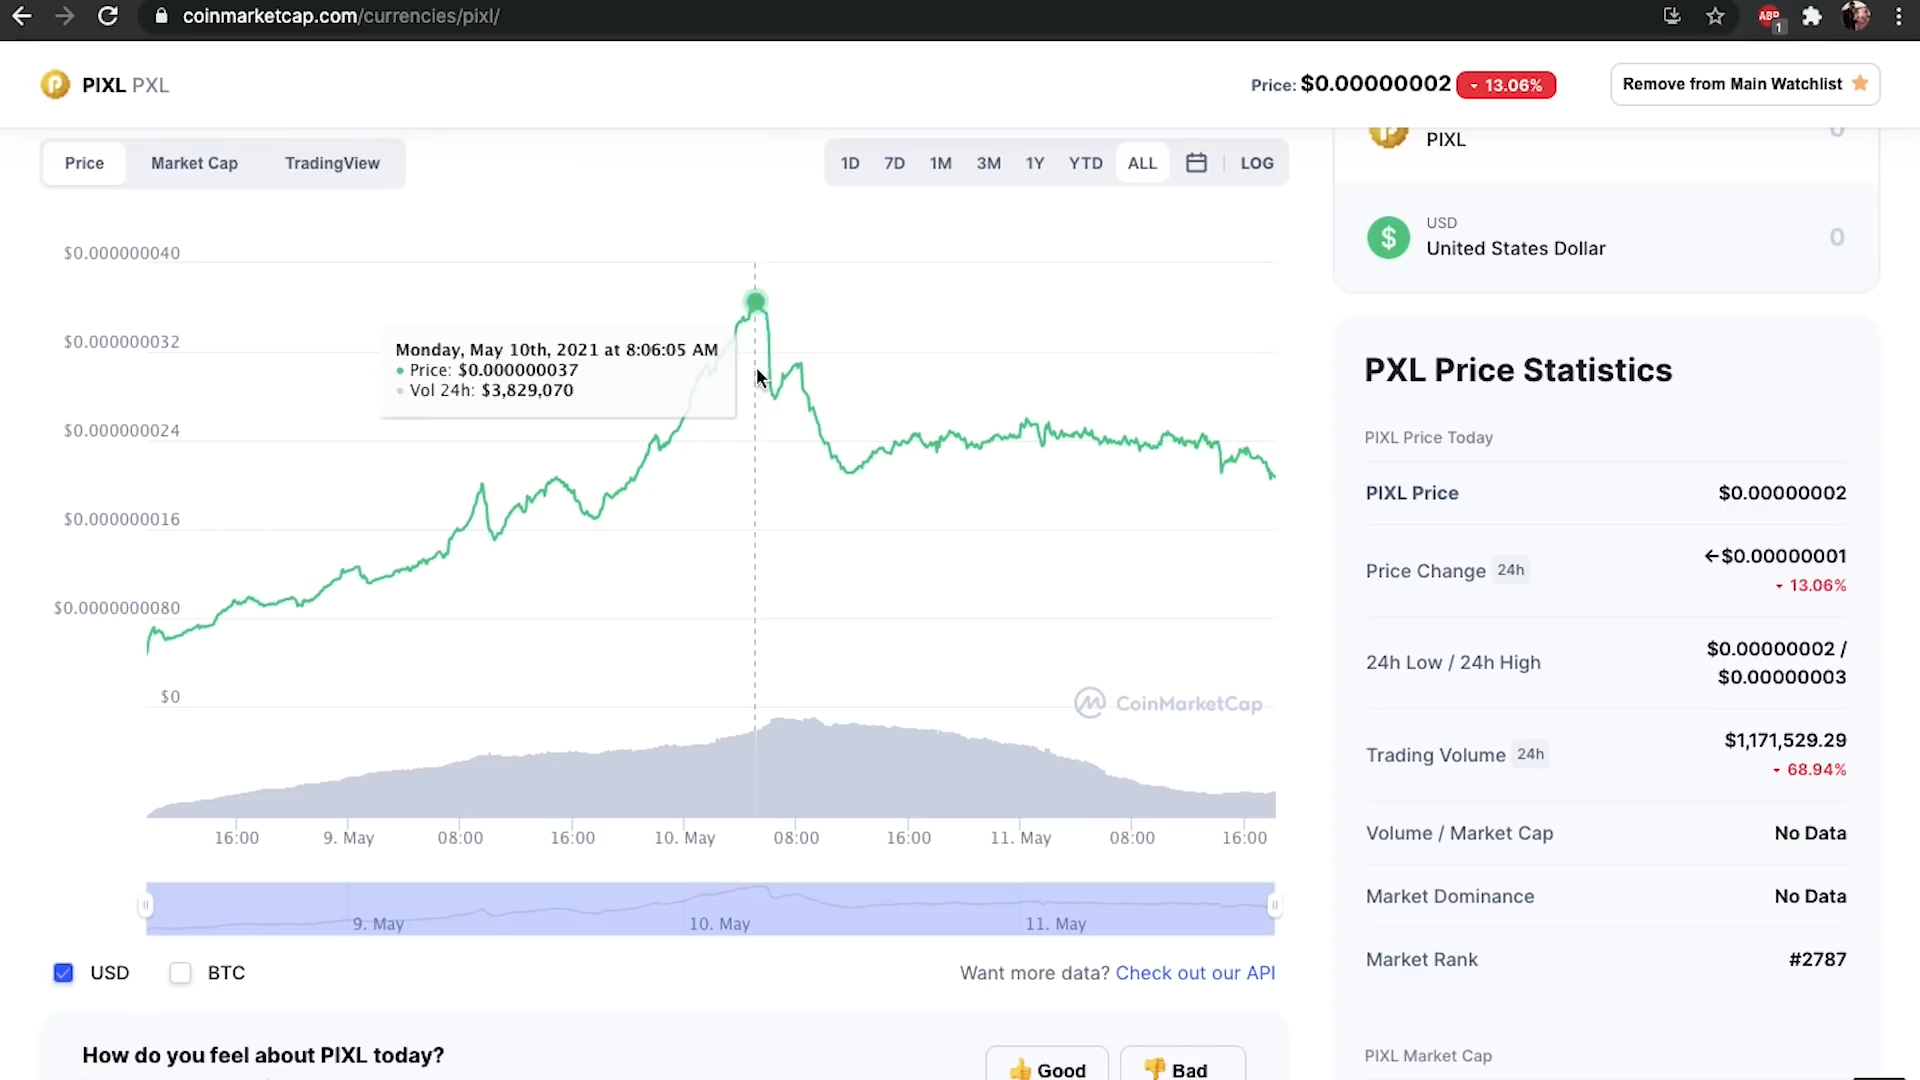 coinmarketcap.com/currencies/pixl/
ABP
1
PIXL PXL
Price: $0.00000002 13.06%
Remove from Main Watchlist
Price Market Cap TradingView
1D 7D 1M 3M 1Y YTD ALL LOG
$0.000000040
$0.000000032
$0.000000024
$0.000000016
$0.0000000080
$0
Monday, May 10th, 2021 at 8:06:05 AM
Price: $0.000000037
Vol 24h: $3,829,070
CoinMarketCap
16:00 9. May 08:00 16:00 10. May 08:00 16:00 11. May 08:00 16:00
9. May 10. May 11. May
USD BTC
Want more data? Check out our API
How do you feel about PIXL today?
Good Bad
PIXL
0
USD
United States Dollar
0
PXL Price Statistics
PIXL Price Today
PIXL Price $0.00000002
Price Change 24h $0.00000001
13.06%
24h Low / 24h High $0.00000002 /
$0.00000003
Trading Volume 24h $1,171,529.29
68.94%
Volume / Market Cap No Data
Market Dominance No Data
Market Rank #2787
PIXL Market Cap